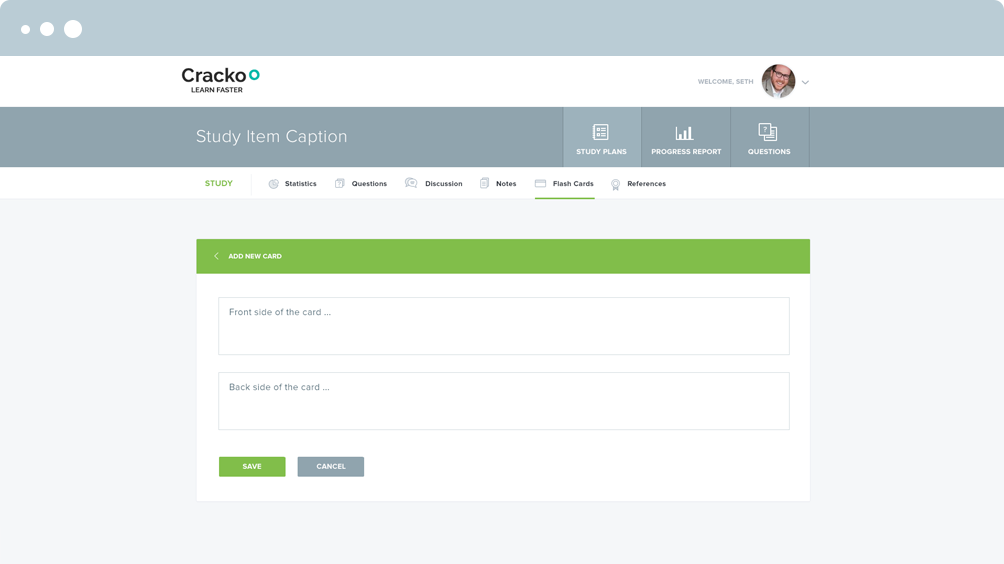 Cracko
LEARN FASTER
WELCOME, SETH
Study Item Caption
STUDY PLANS
PROGRESS REPORT
?
QUESTIONS
STUDY
Statistics
Questions
Discussion
Notes
Flash Cards
References
ADD NEW CARD
Front side of the card ...
Back side of the card ...
SAVE
CANCEL